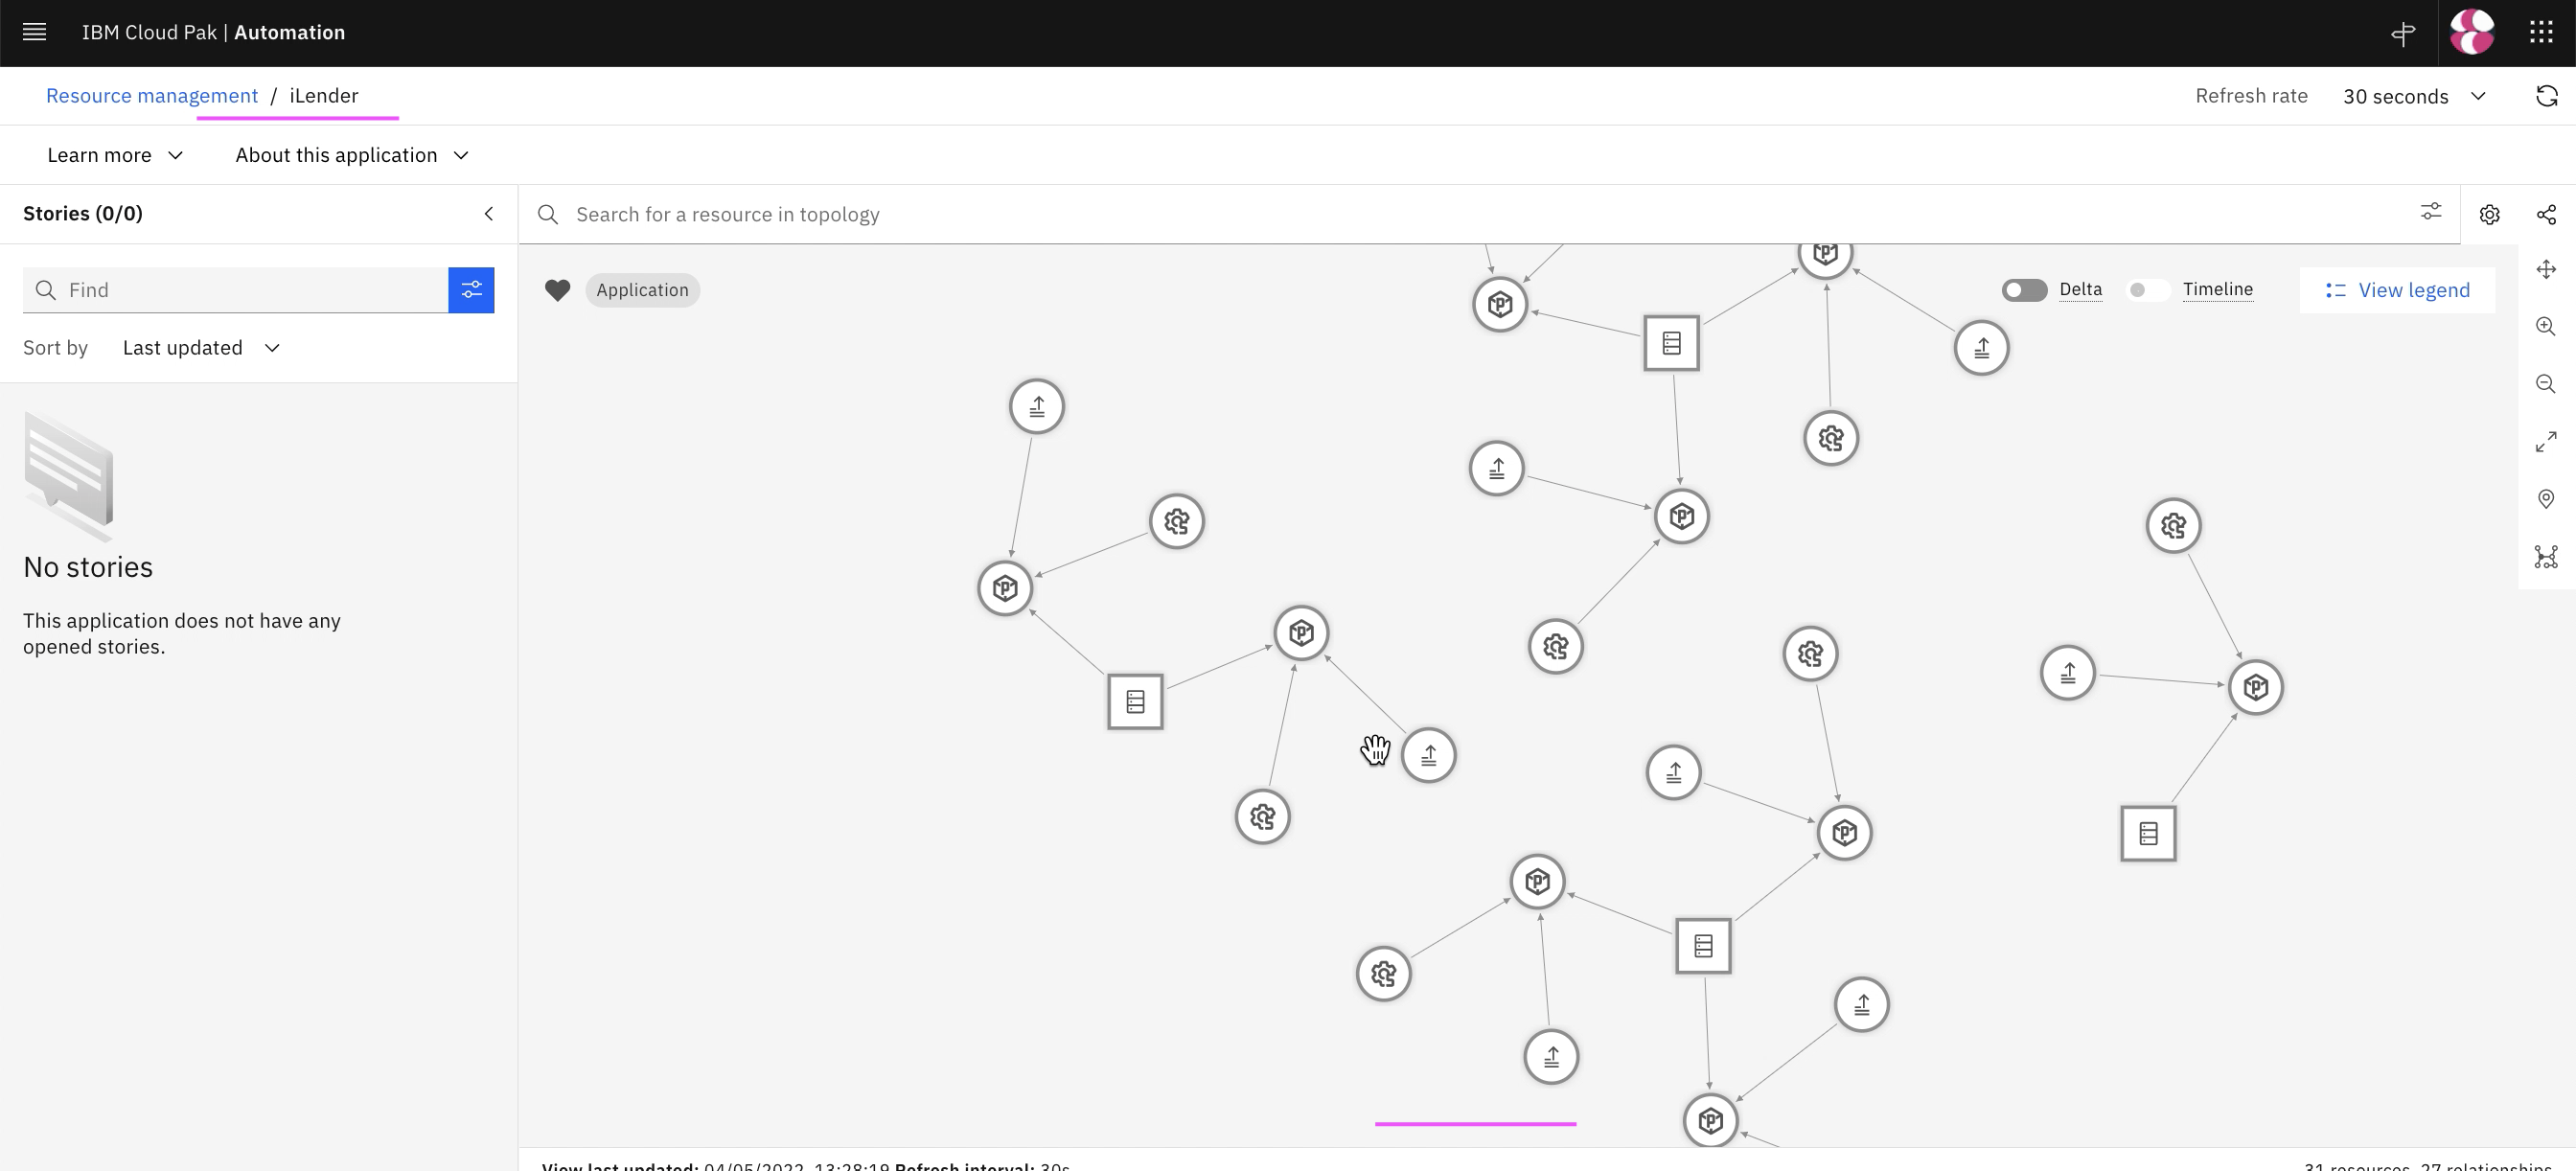 IBM Cloud Pak | Automation
Resource management / iLender
Refresh rate 30 seconds
Learn more About this application
Stories (0/0)
Search for a resource in topology
Find
Application
Delta Timeline View legend
Sort by Last updated
No stories
This application does not have any
opened stories.
View last updated: 04/05/2022, 13:28:19 Refresh interval: 30s
31 resources, 27 relationships